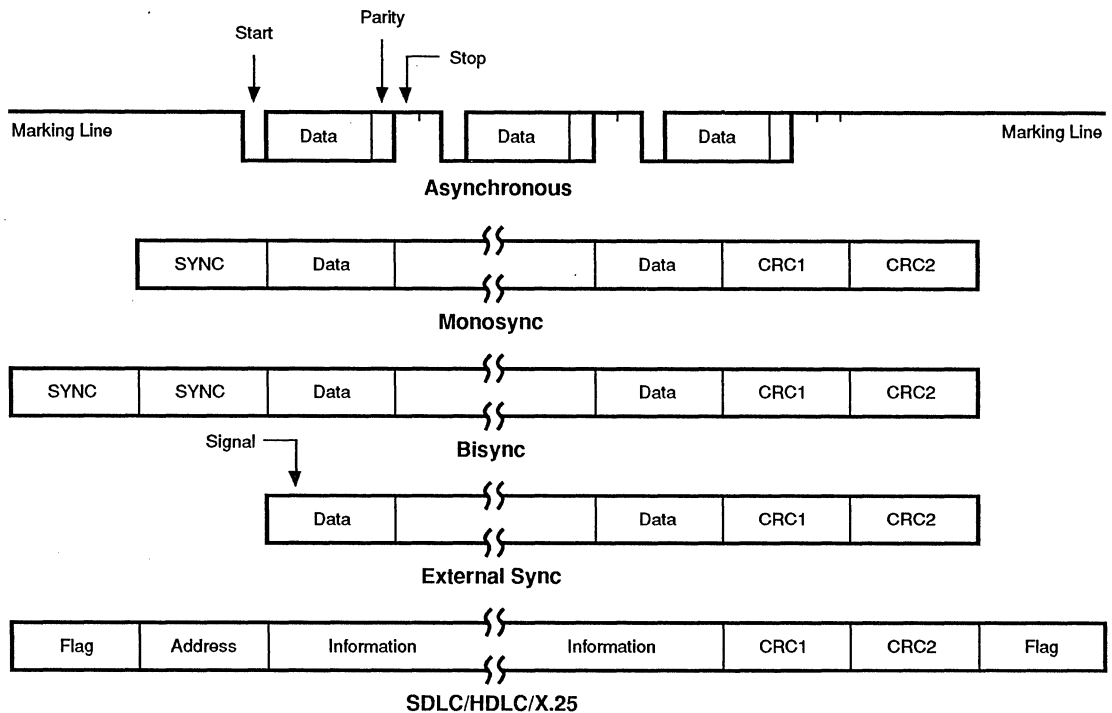 Parity
Start
Stop
Marking Line
Data
Data
Data
Marking Line
Asynchronous
SYNC Data Data CRC1 CRC2
Monosync
SYNC SYNC Data Data CRC1 CRC2
Signal
Bisync
Data Data CRC1 CRC2
External Sync
Flag Address Information Information CRC1 CRC2 Flag
SDLC/HDLC/X.25